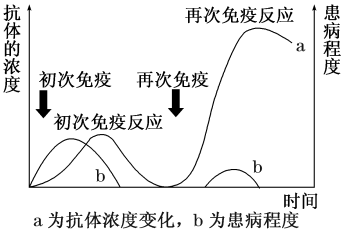 抗体的浓度
患病程度
再次免疫反应
a
初次免疫
再次免疫
初次免疫反应
b
b
时间
a 为抗体浓度变化，b 为患病程度